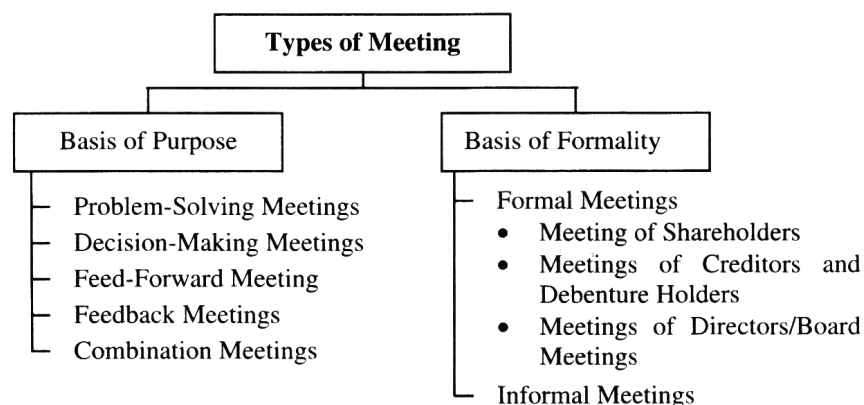 Types of Meeting
Basis of Purpose
Problem-Solving Meetings
Decision-Making Meetings
Feed-Forward Meeting
Feedback Meetings
Combination Meetings
Basis of Formality
Formal Meetings
• Meeting of Shareholders
• Meetings of Creditors and
Debenture Holders
• Meetings of Directors/Board
Meetings
Informal Meetings